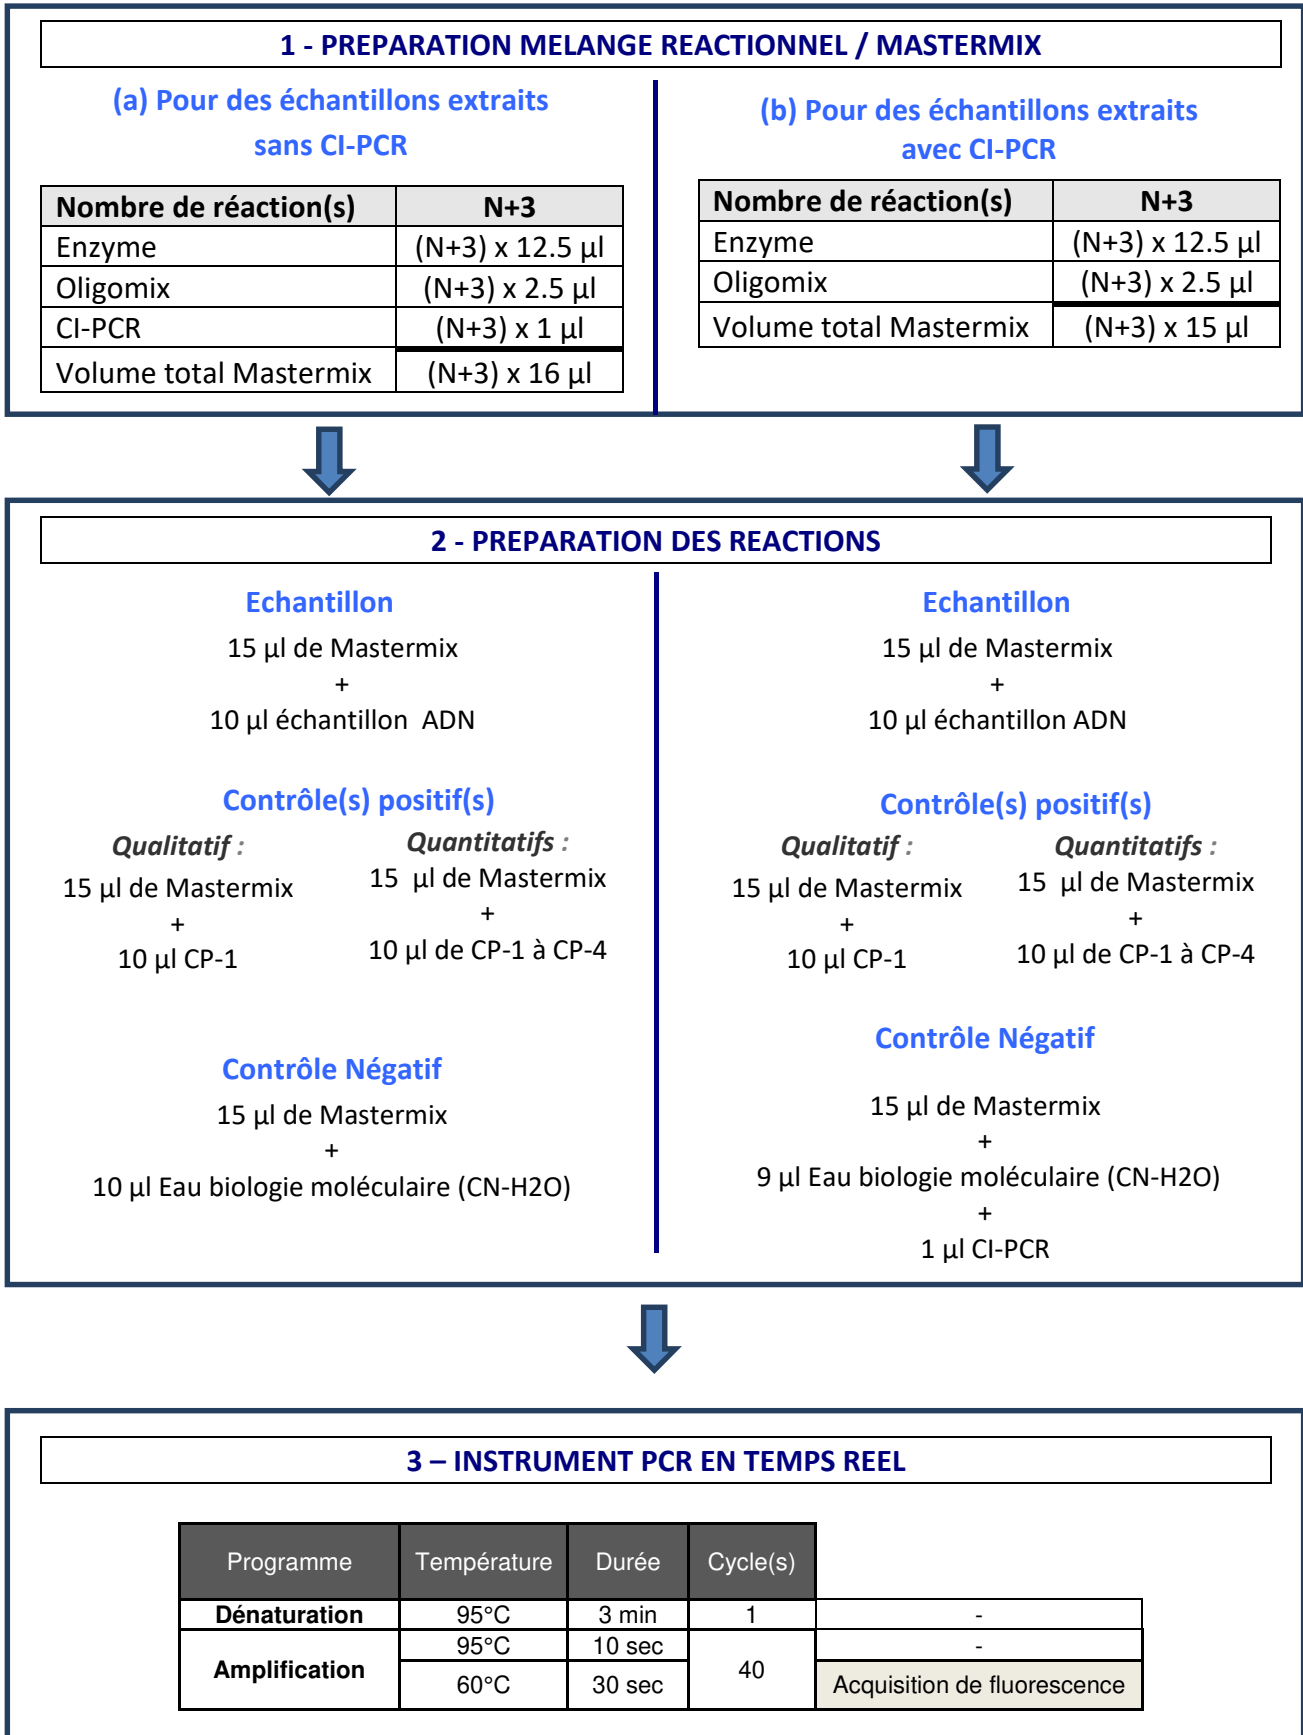 1 - PREPARATION MELANGE REACTIONNEL / MASTERMIX
(a) Pour des échantillons extraits
sans CI-PCR
Nombre de réaction(s) N+3
Enzyme (N+3) x 12.5 µl
Oligomix (N+3) x 2.5 µl
CI-PCR (N+3) x 1 µl
Volume total Mastermix (N+3) x 16 µl
(b) Pour des échantillons extraits
avec CI-PCR
Nombre de réaction(s) N+3
Enzyme (N+3) x 12.5 µl
Oligomix (N+3) x 2.5 µl
Volume total Mastermix (N+3) x 15 µl
2 - PREPARATION DES REACTIONS
Echantillon
15 µl de Mastermix
+
10 µl échantillon ADN
Contrôle(s) positif(s)
Qualitatif :
15 µl de Mastermix
+
10 µl CP-1
Quantitatifs :
15 µl de Mastermix
+
10 µl de CP-1 à CP-4
Contrôle Négatif
15 µl de Mastermix
+
10 µl Eau biologie moléculaire (CN-H2O)
Echantillon
15 µl de Mastermix
+
10 µl échantillon ADN
Contrôle(s) positif(s)
Qualitatif :
15 µl de Mastermix
+
10 µl CP-1
Quantitatifs :
15 µl de Mastermix
+
10 µl de CP-1 à CP-4
Contrôle Négatif
15 µl de Mastermix
+
9 µl Eau biologie moléculaire (CN-H2O)
+
1 µl CI-PCR
3 – INSTRUMENT PCR EN TEMPS REEL
Programme Température Durée Cycle(s)
Dénaturation 95°C 3 min 1 -
Amplification 95°C 10 sec 40 -
60°C 30 sec Acquisition de fluorescence